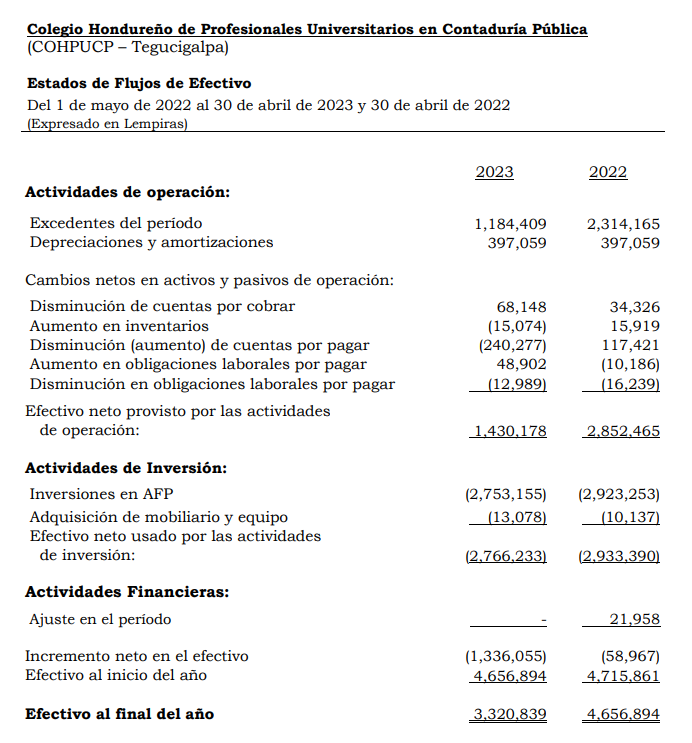 Colegio Hondureño de Profesionales Universitarios en Contaduría Pública
(COHPUCP – Tegucigalpa)
Estados de Flujos de Efectivo
Del 1 de mayo de 2022 al 30 de abril de 2023 y 30 de abril de 2022
(Expresado en Lempiras)
2023 2022
Actividades de operación:
Excedentes del período 1,184,409 2,314,165
Depreciaciones y amortizaciones 397,059 397,059
Cambios netos en activos y pasivos de operación:
Disminución de cuentas por cobrar 68,148 34,326
Aumento en inventarios (15,074) 15,919
Disminución (aumento) de cuentas por pagar (240,277) 117,421
Aumento en obligaciones laborales por pagar 48,902 (10,186)
Disminución en obligaciones laborales por pagar (12,989) (16,239)
Efectivo neto provisto por las actividades
de operación: 1,430,178 2,852,465
Actividades de Inversión:
Inversiones en AFP (2,753,155) (2,923,253)
Adquisición de mobiliario y equipo (13,078) (10,137)
Efectivo neto usado por las actividades
de inversión: (2,766,233) (2,933,390)
Actividades Financieras:
Ajuste en el período - 21,958
Incremento neto en el efectivo (1,336,055) (58,967)
Efectivo al inicio del año 4,656,894 4,715,861
Efectivo al final del año 3,320,839 4,656,894